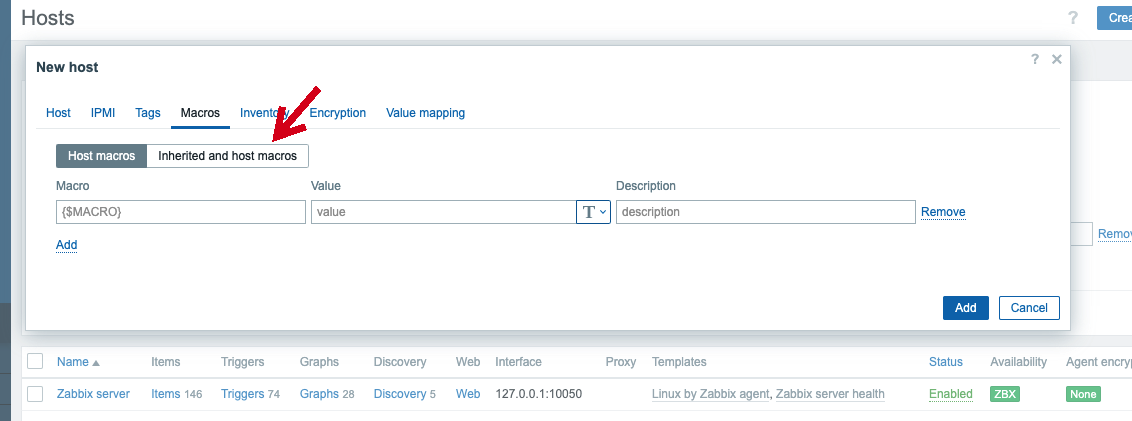 Hosts
?
Crea
New host
? ×
Host IPMI Tags Macros Inventory Encryption Value mapping
Host macros Inherited and host macros
Macro Value Description
{$MACRO} value T description Remove
Add
Remov
Add Cancel
Name Items Triggers Graphs Discovery Web Interface Proxy Templates Status Availability Agent encryp
Zabbix server Items 146 Triggers 74 Graphs 28 Discovery 5 Web 127.0.0.1:10050 Linux by Zabbix agent, Zabbix server health Enabled ZBX None